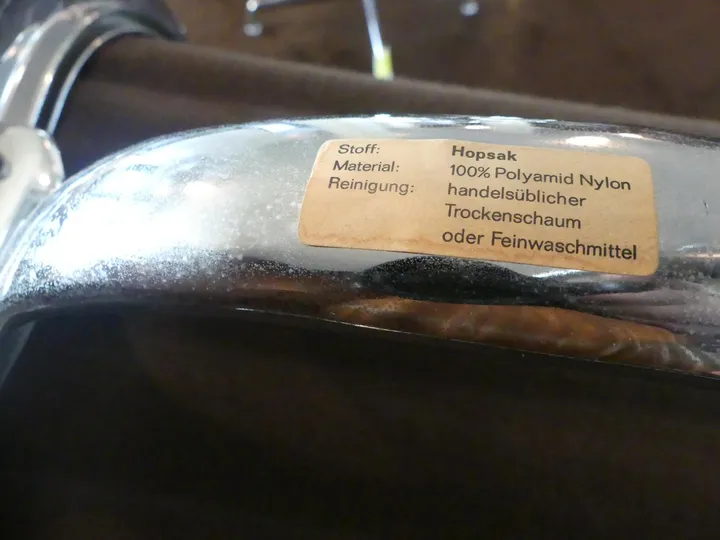 Stoff: Hopsak
Material: 100% Polyamid Nylon
Reinigung: handelsüblicher
Trockenschaum
oder Feinwaschmittel